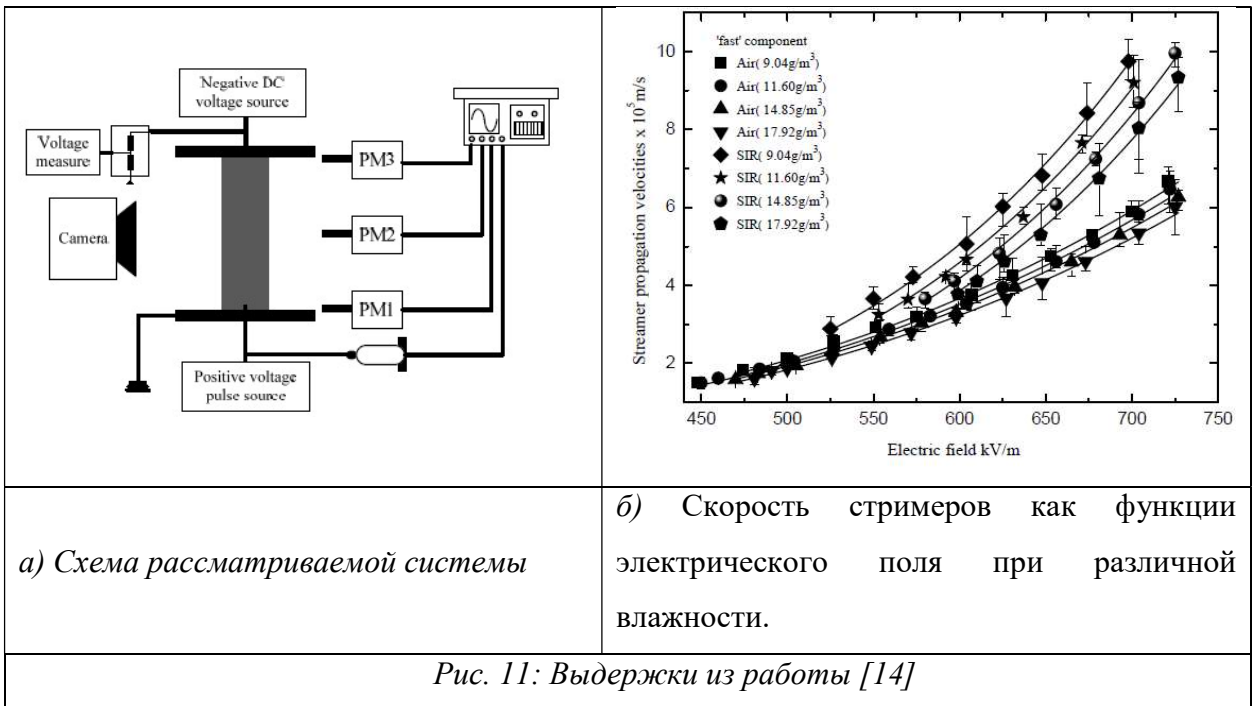 Negative DC
voltage source
Voltage
measure
PM3
Camera
PM2
PM1
Positive voltage
pulse source
Streamer propagation velocities x 10⁵ m/s
10
8
6
4
2
'fast' component
Air( 9.04g/m³)
Air( 11.60g/m³)
Air( 14.85g/m³)
Air( 17.92g/m³)
SIR( 9.04g/m³)
SIR( 11.60g/m³)
SIR( 14.85g/m³)
SIR( 17.92g/m³)
450 500 550 600 650 700 750
Electric field kV/m
а) Схема рассматриваемой системы
б) Скорость стримеров как функции
электрического поля при различной
влажности.
Рис. 11: Выдержки из работы [14]